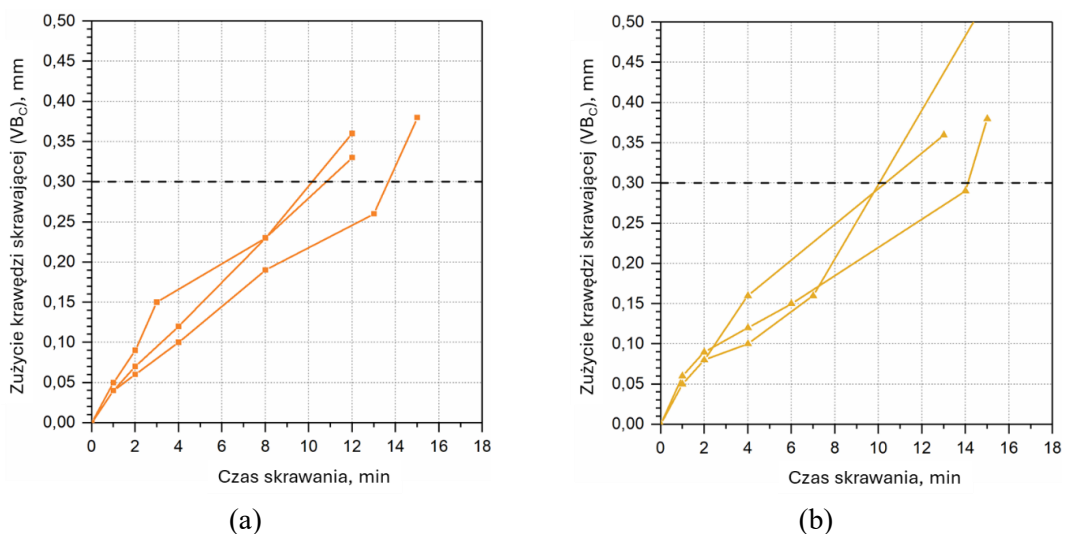 0,50
0,45
0,40
0,35
0,30
0,25
0,20
0,15
0,10
0,05
0,00
Zużycie krawędzi skrawającej (VBC), mm
0 2 4 6 8 10 12 14 16 18
Czas skrawania, min
(a)
0,50
0,45
0,40
0,35
0,30
0,25
0,20
0,15
0,10
0,05
0,00
Zużycie krawędzi skrawającej (VBC), mm
0 2 4 6 8 10 12 14 16 18
Czas skrawania, min
(b)